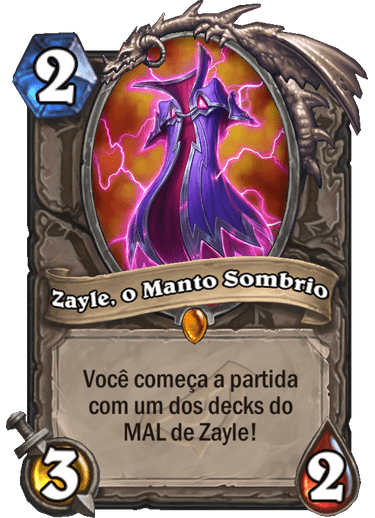 2
Zayle, o Manto Sombrio
Você começa a partida
com um dos decks do
MAL de Zayle!
3
2